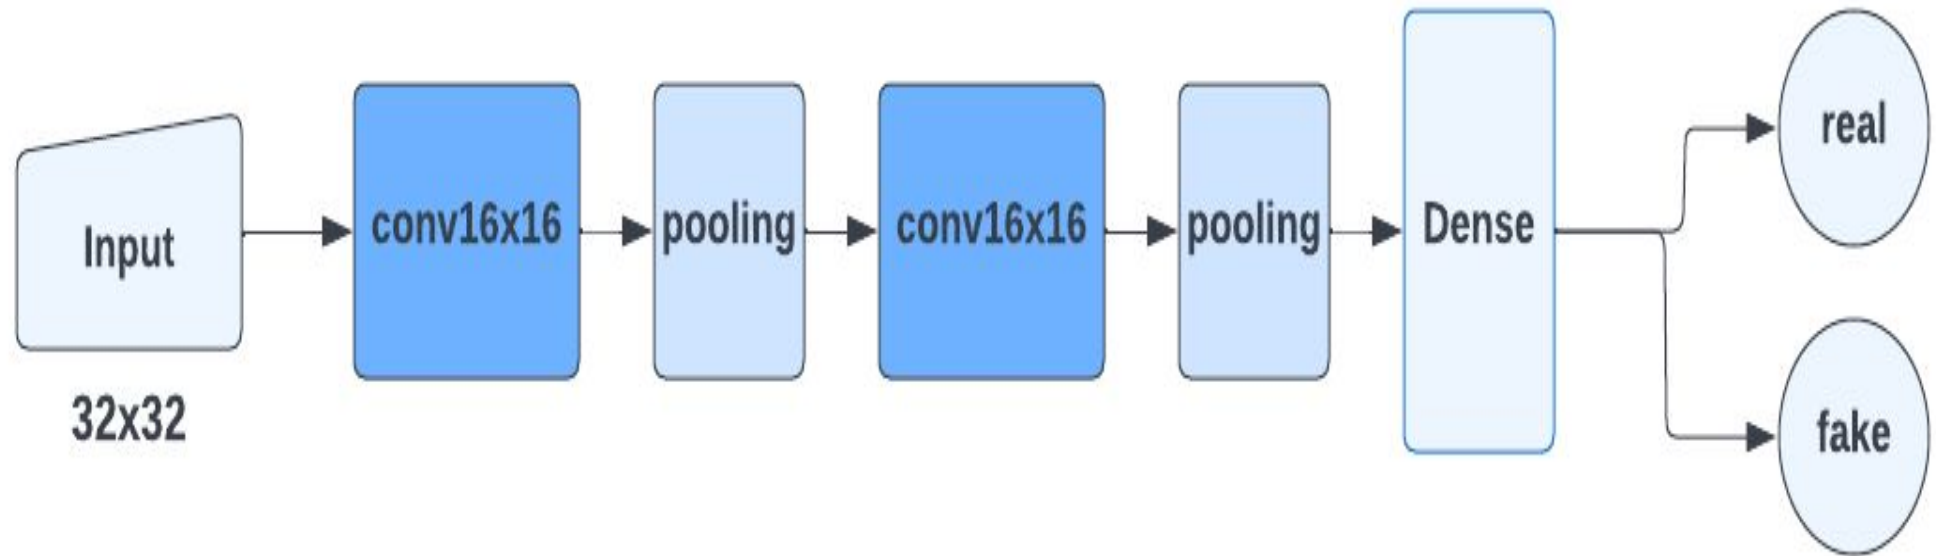 Input
32x32
conv16x16
pooling
conv16x16
pooling
Dense
real
fake